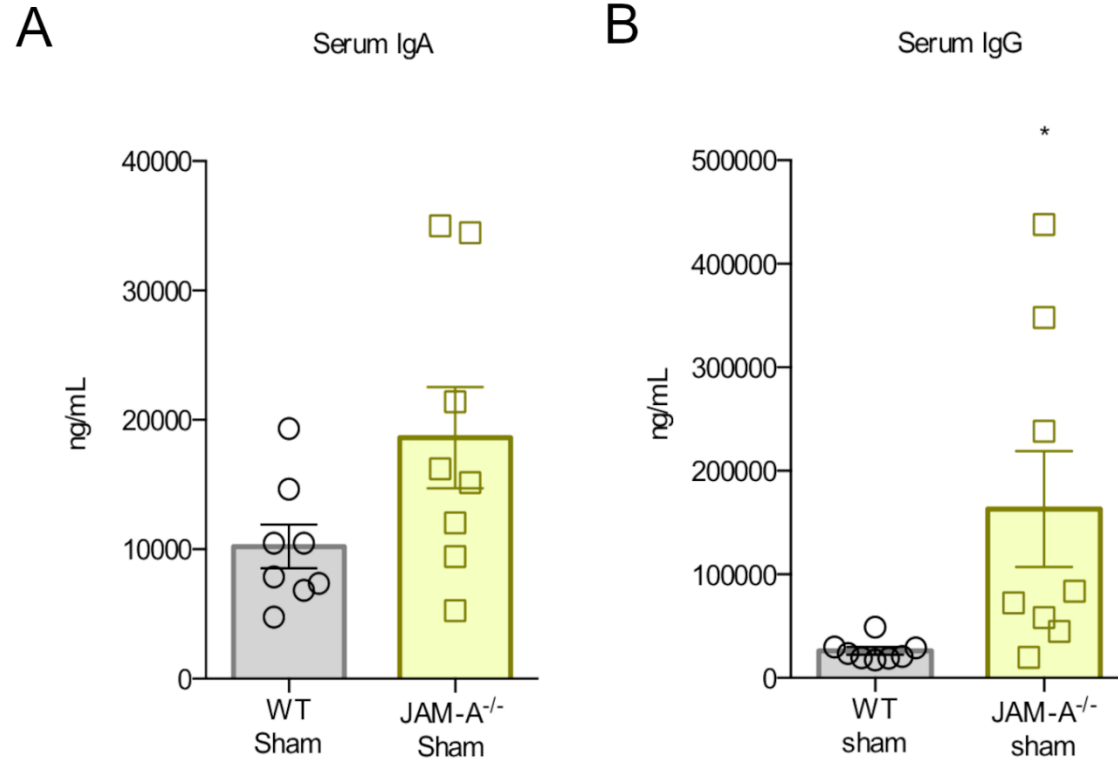 A
Serum IgA
40000
30000
20000
10000
0
ng/mL
WT
Sham
JAM-A-/-
Sham
B
Serum IgG
*
500000
400000
300000
200000
100000
0
ng/mL
WT
sham
JAM-A-/-
sham